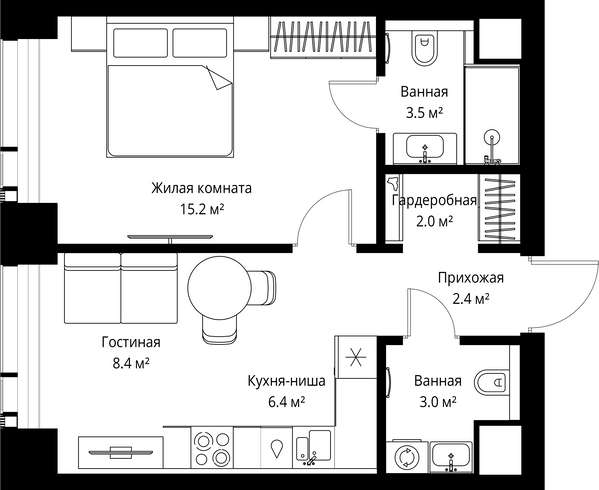 Ванная
3.5 м²
Жилая комната
15.2 м²
Гардеробная
2.0 м²
Прихожая
2.4 м²
Гостиная
8.4 м²
Кухня-ниша
6.4 м²
Ванная
3.0 м²